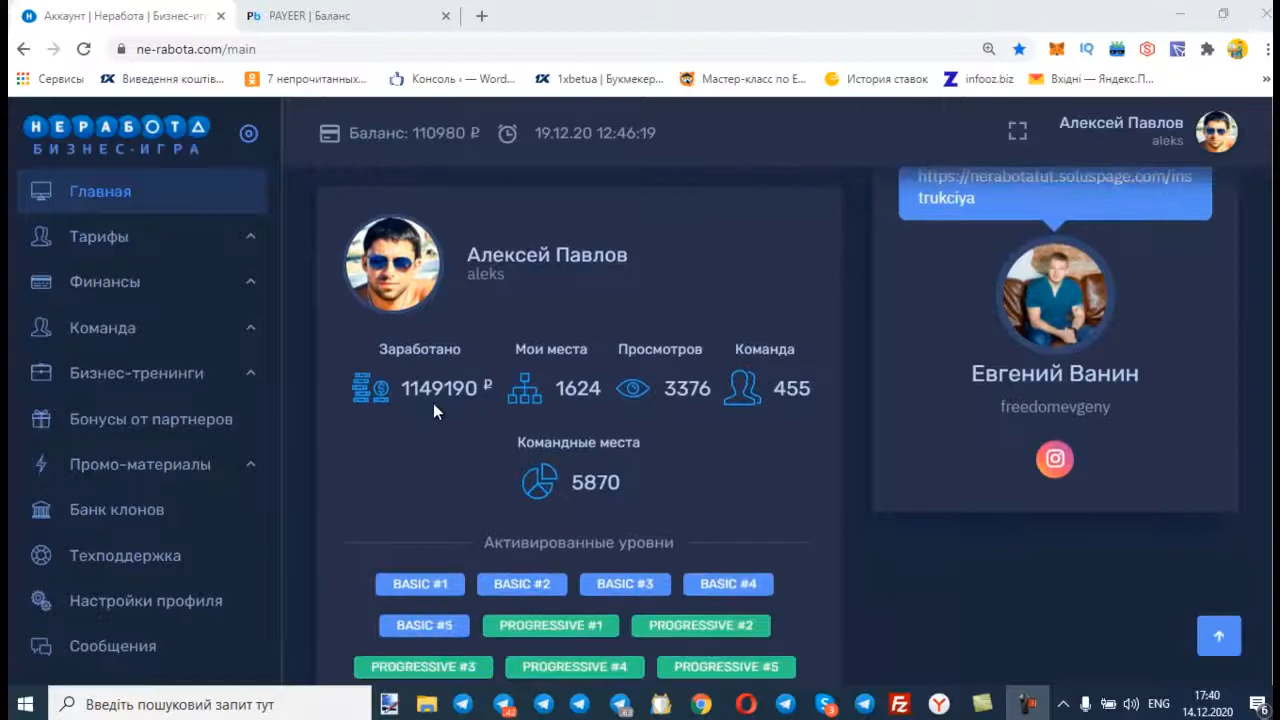 Аккаунт | Неработа | Бизнес-игр
PAYEER | Баланс
ne-rabota.com/main
Сервисы
Виведення коштів...
7 непрочитанных...
Консоль ‹ — Word...
1xbetua | Букмекер...
Мастер-класс по E...
История ставок
infooz.biz
Вхідні — Яндекс.П...
НЕРАБОТА
БИЗНЕС-ИГРА
Баланс: 110980 ₽
19.12.20 12:46:19
Алексей Павлов
aleks
Главная
Тарифы
Финансы
Команда
Бизнес-тренинги
Бонусы от партнеров
Промо-материалы
Банк клонов
Техподдержка
Настройки профиля
Сообщения
Алексей Павлов
aleks
Заработано
Мои места
Просмотров
Команда
1149190 ₽
1624
3376
455
Командные места
5870
Активированные уровни
BASIC #1
BASIC #2
BASIC #3
BASIC #4
BASIC #5
PROGRESSIVE #1
PROGRESSIVE #2
PROGRESSIVE #3
PROGRESSIVE #4
PROGRESSIVE #5
https://nerabotatut.soluspage.com/ins
trukciya
Евгений Ванин
freedomevgeny
Введіть пошуковий запит тут
ENG
17:40
14.12.2020